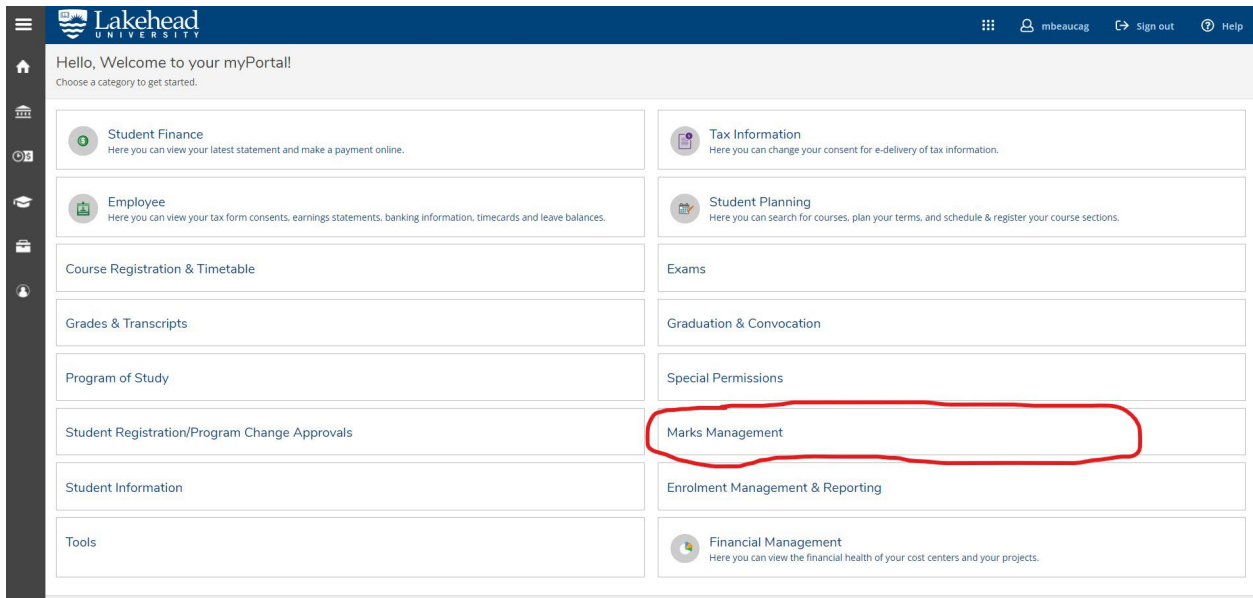 Lakehead
UNIVERSITY
mbeaucag
Sign out
Help
Hello, Welcome to your myPortal!
Choose a category to get started.
Student Finance
Here you can view your latest statement and make a payment online.
Tax Information
Here you can change your consent for e-delivery of tax information.
Employee
Here you can view your tax form consents, earnings statements, banking information, timecards and leave balances.
Student Planning
Here you can search for courses, plan your terms, and schedule & register your course sections.
Course Registration & Timetable
Exams
Grades & Transcripts
Graduation & Convocation
Program of Study
Special Permissions
Student Registration/Program Change Approvals
Marks Management
Student Information
Enrolment Management & Reporting
Tools
Financial Management
Here you can view the financial health of your cost centers and your projects.